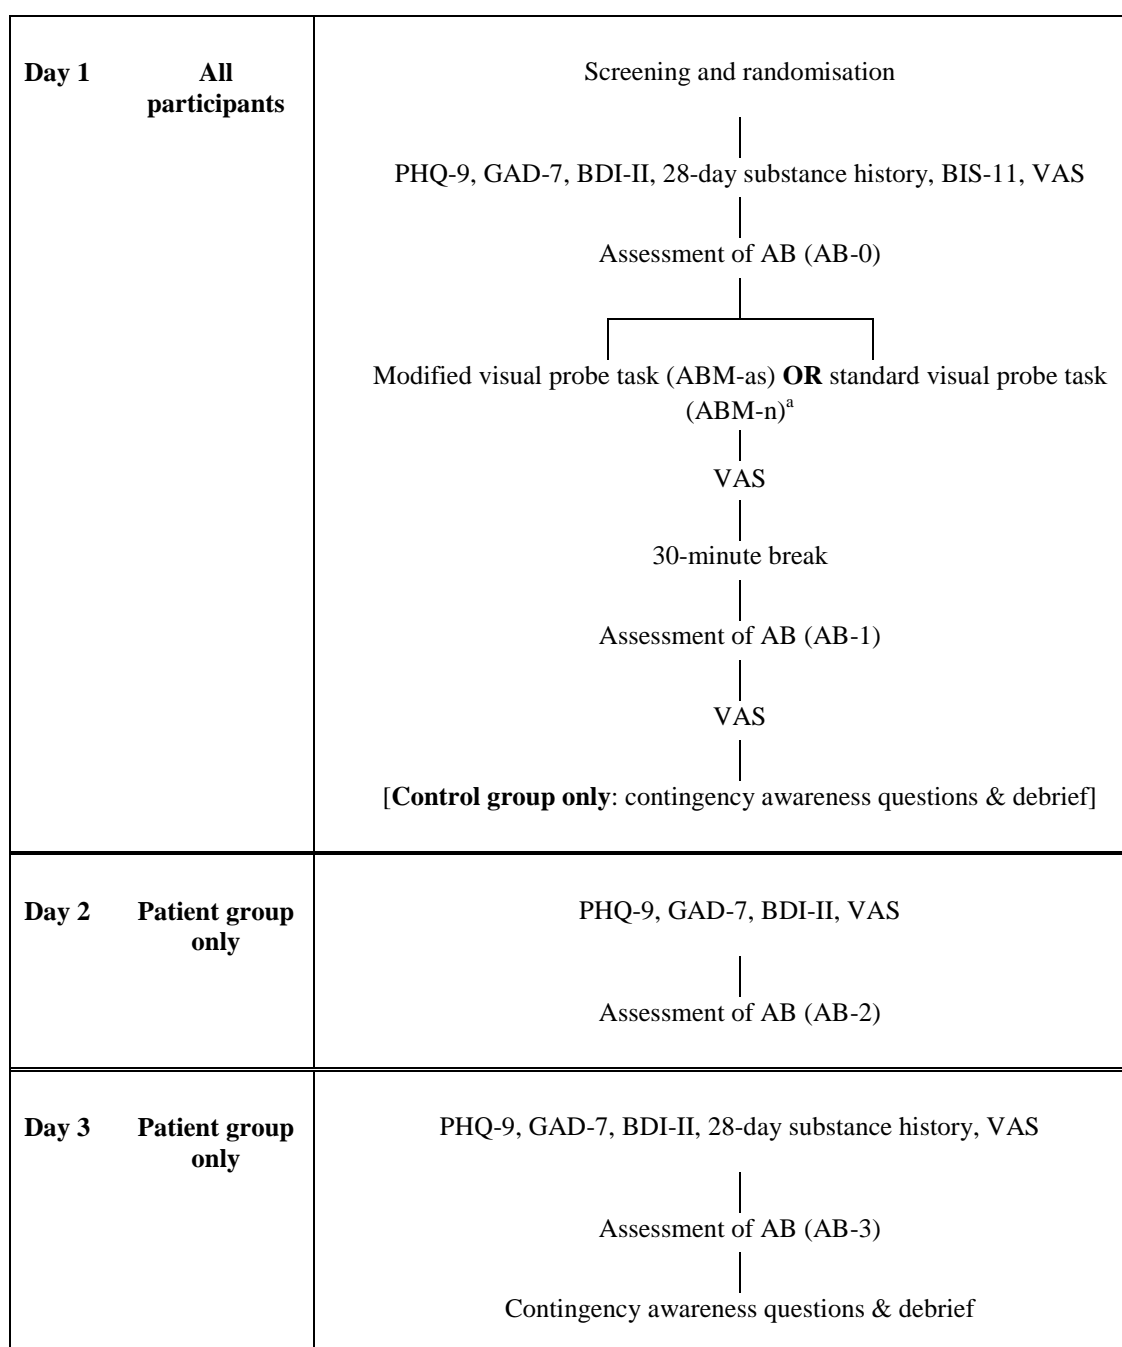 Day 1 All participants
Screening and randomisation
PHQ-9, GAD-7, BDI-II, 28-day substance history, BIS-11, VAS
Assessment of AB (AB-0)
Modified visual probe task (ABM-as) OR standard visual probe task
(ABM-n)a
VAS
30-minute break
Assessment of AB (AB-1)
VAS
[Control group only: contingency awareness questions & debrief]
Day 2 Patient group only
PHQ-9, GAD-7, BDI-II, VAS
Assessment of AB (AB-2)
Day 3 Patient group only
PHQ-9, GAD-7, BDI-II, 28-day substance history, VAS
Assessment of AB (AB-3)
Contingency awareness questions & debrief